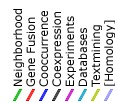 Neighborhood
Gene Fusion
Cooccurrence
Coexpression
Experiments
Databases
Textmining
[Homology]